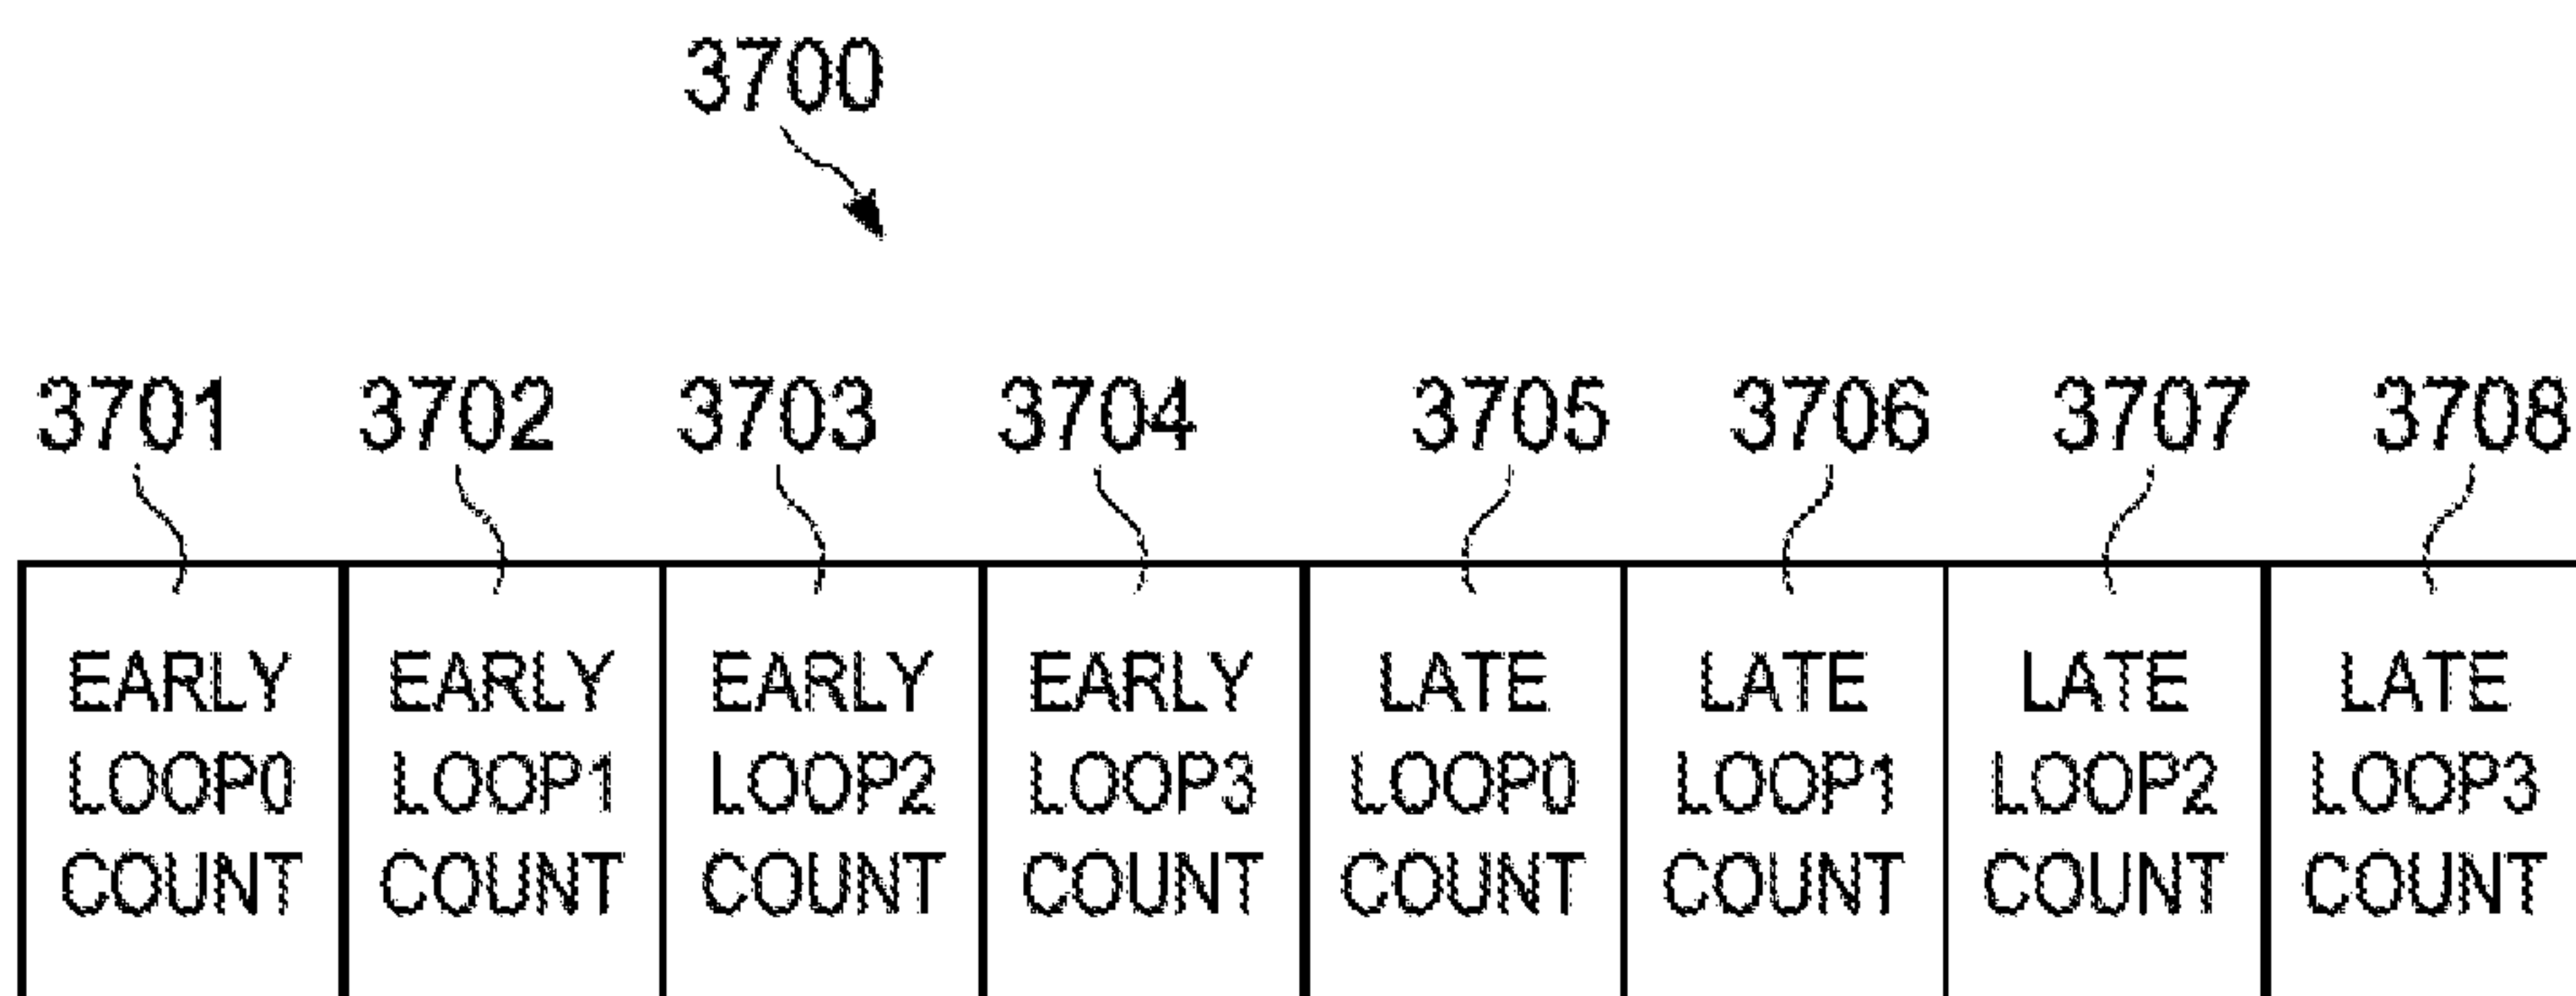 3700
3701 3702 3703 3704 3705 3706 3707 3708
EARLY EARLY EARLY EARLY LATE LATE LATE LATE
LOOP0 LOOP1 LOOP2 LOOP3 LOOP0 LOOP1 LOOP2 LOOP3
COUNT COUNT COUNT COUNT COUNT COUNT COUNT COUNT